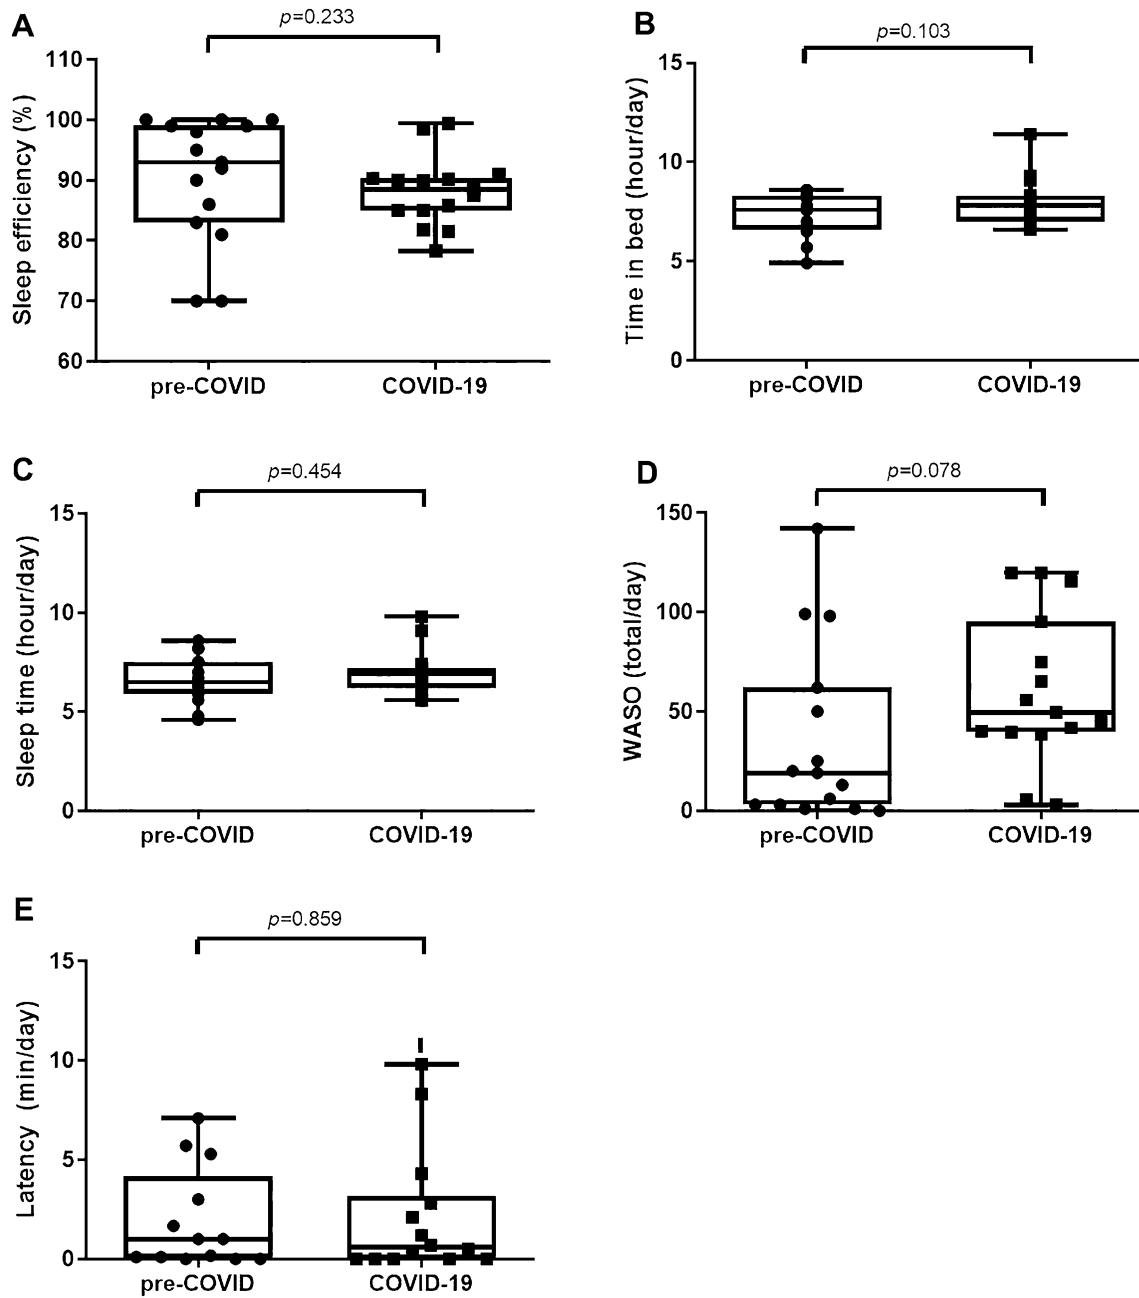 A
p=0.233
Sleep efficiency (%)
110
100
90
80
70
60
pre-COVID
COVID-19
B
p=0.103
Time in bed (hour/day)
15
10
5
0
pre-COVID
COVID-19
C
p=0.454
Sleep time (hour/day)
15
10
5
0
pre-COVID
COVID-19
D
p=0.078
WASO (total/day)
150
100
50
0
pre-COVID
COVID-19
E
p=0.859
Latency (min/day)
15
10
5
0
pre-COVID
COVID-19